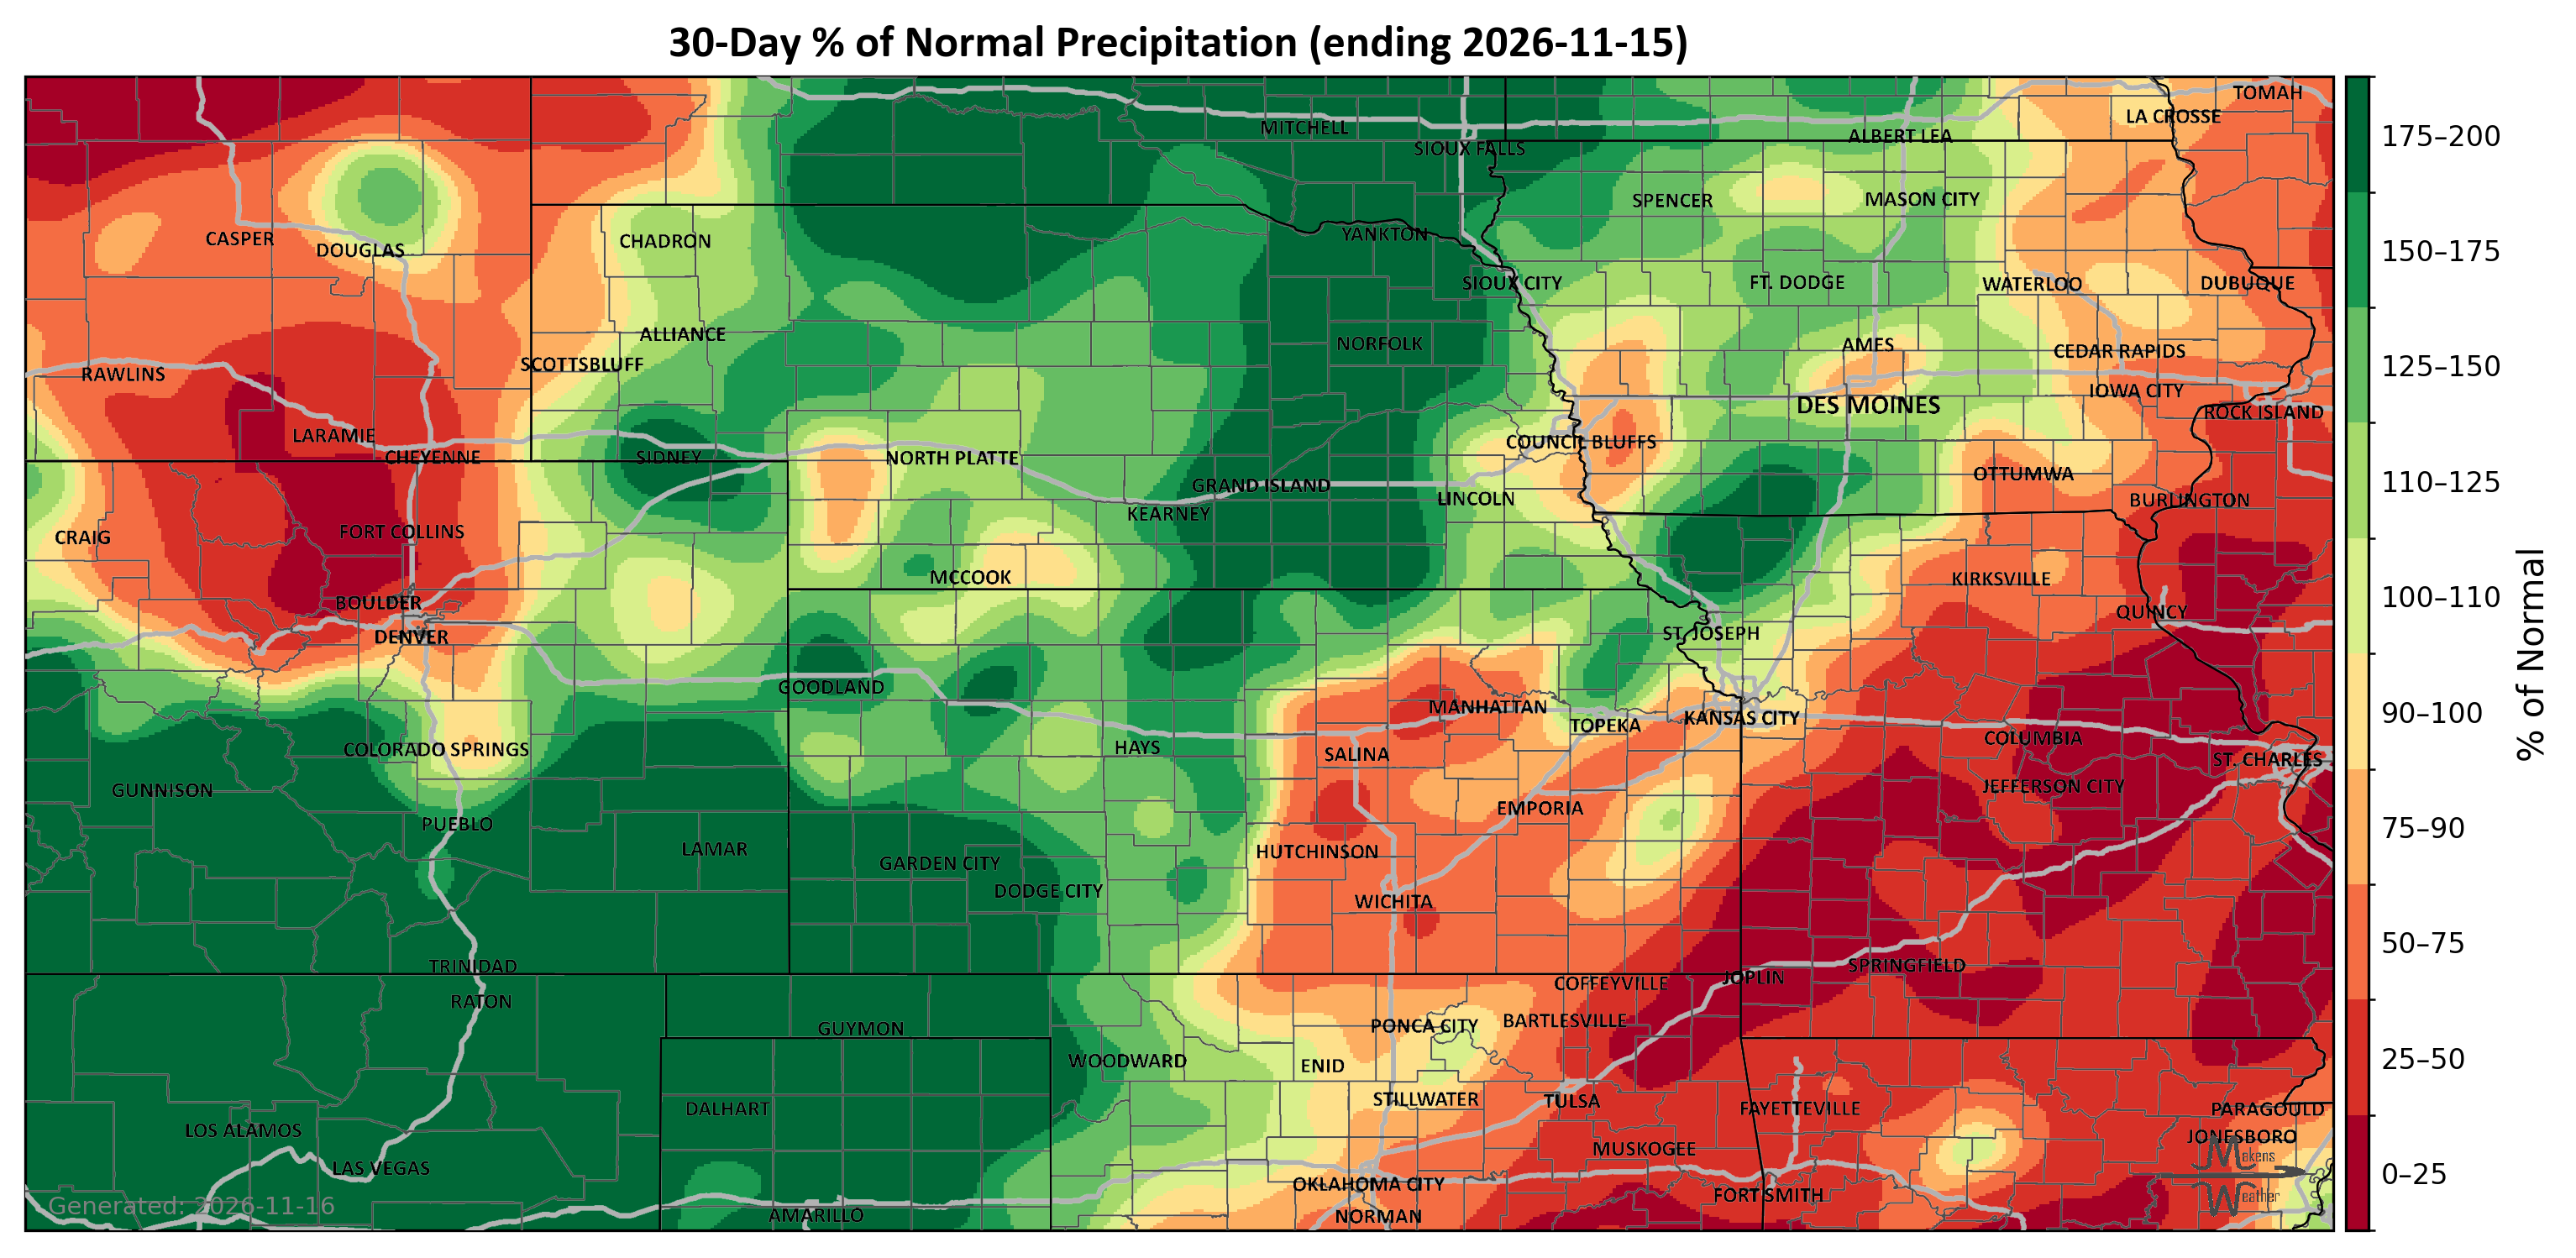 30-Day % of Normal Precipitation (ending 2026-11-15)
TOMAH
LA CROSSE
MITCHELL
ALBERT LEA
SIOUX FALLS
SPENCER
MASON CITY
YANKTON
CASPER
CHADRON
DOUGLAS
SIOUX CITY
FT. DODGE
WATERLOO
DUBUQUE
ALLIANCE
NORFOLK
AMES
CEDAR RAPIDS
SCOTTSBLUFF
RAWLINS
IOWA CITY
DES MOINES
ROCK ISLAND
LARAMIE
COUNCIL BLUFFS
CHEYENNE
SIDNEY
NORTH PLATTE
OTTUMWA
GRAND ISLAND
LINCOLN
BURLINGTON
KEARNEY
FORT COLLINS
CRAIG
MCCOOK
KIRKSVILLE
BOULDER
QUINCY
DENVER
ST. JOSEPH
GOODLAND
MANHATTAN
KANSAS CITY
TOPEKA
COLUMBIA
COLORADO SPRINGS
HAYS
SALINA
ST. CHARLES
GUNNISON
JEFFERSON CITY
EMPORIA
PUEBLO
LAMAR
HUTCHINSON
GARDEN CITY
DODGE CITY
WICHITA
TRINIDAD
SPRINGFIELD
JOPLIN
COFFEYVILLE
RATON
BARTLESVILLE
PONCA CITY
GUYMON
WOODWARD
ENID
STILLWATER
TULSA
DALHART
FAYETTEVILLE
PARAGOULD
LOS ALAMOS
JONESBORO
MUSKOGEE
LAS VEGAS
OKLAHOMA CITY
FORT SMITH
AMARILLO
NORMAN
Makens
Weather
Generated: 2026-11-16
175–200
150–175
125–150
110–125
100–110
90–100
75–90
50–75
25–50
0–25
% of Normal